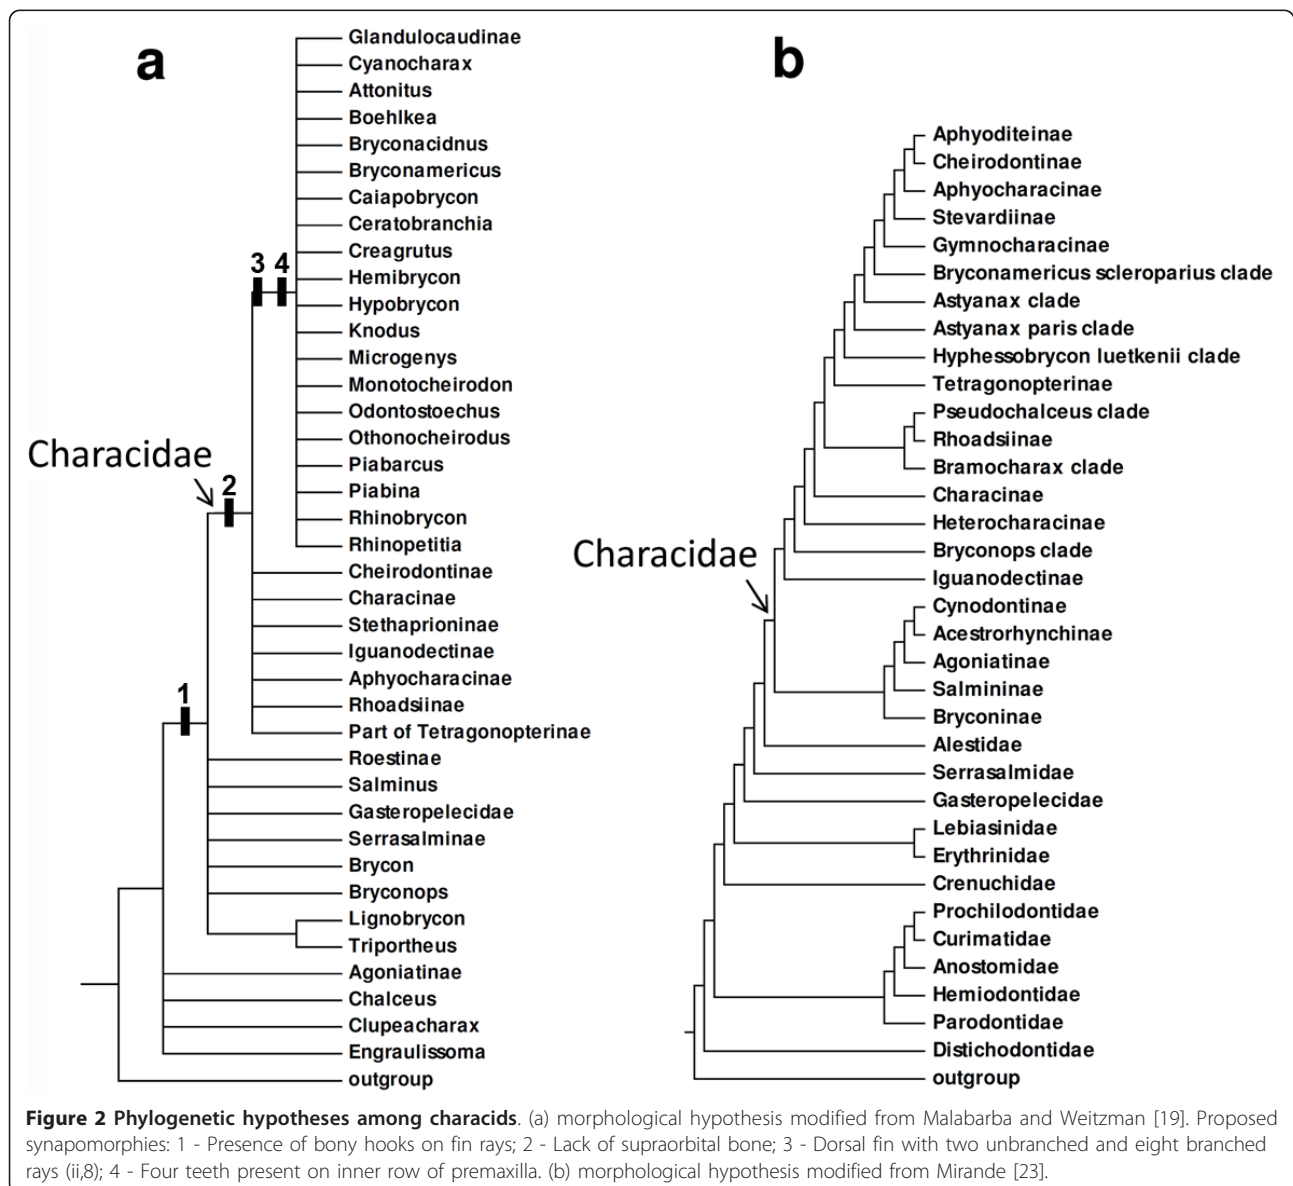 a
Glandulocaudinae
Cyanocharax
Attonitus
Boehlkea
Bryconacidnus
Bryconamericus
Caiapobrycon
Ceratobranchia
Creagrutus
3 4
Hemibrycon
Hypobrycon
Knodus
Microgenys
Monotocheirodon
Odontostoechus
Othonocheirodus
Characidae
Piabarcus
2
Piabina
Rhinobrycon
Rhinopetitia
Cheirodontinae
Characinae
Stethaprioninae
Iguanodectinae
Aphyocharacinae
1
Rhoadsiinae
Part of Tetragonopterinae
Roestinae
Salminus
Gasteropelecidae
Serrasalminae
Brycon
Bryconops
Lignobrycon
Triportheus
Agoniatinae
Chalceus
Clupeacharax
Engraulissoma
outgroup
b
Aphyoditeinae
Cheirodontinae
Aphyocharacinae
Stevardiinae
Gymnocharacinae
Bryconamericus scleroparius clade
Astyanax clade
Astyanax paris clade
Hyphessobrycon luetkenii clade
Tetragonopterinae
Pseudochalceus clade
Rhoadsiinae
Bramocharax clade
Characinae
Heterocharacinae
Characidae
Bryconops clade
Iguanodectinae
Cynodontinae
Acestrorhynchinae
Agoniatinae
Salmininae
Bryconinae
Alestidae
Serrasalmidae
Gasteropelecidae
Lebiasinidae
Erythrinidae
Crenuchidae
Prochilodontidae
Curimatidae
Anostomidae
Hemiodontidae
Parodontidae
Distichodontidae
outgroup
Figure 2 Phylogenetic hypotheses among characids. (a) morphological hypothesis modified from Malabarba and Weitzman [19]. Proposed
synapomorphies: 1 - Presence of bony hooks on fin rays; 2 - Lack of supraorbital bone; 3 - Dorsal fin with two unbranched and eight branched
rays (ii,8); 4 - Four teeth present on inner row of premaxilla. (b) morphological hypothesis modified from Mirande [23].